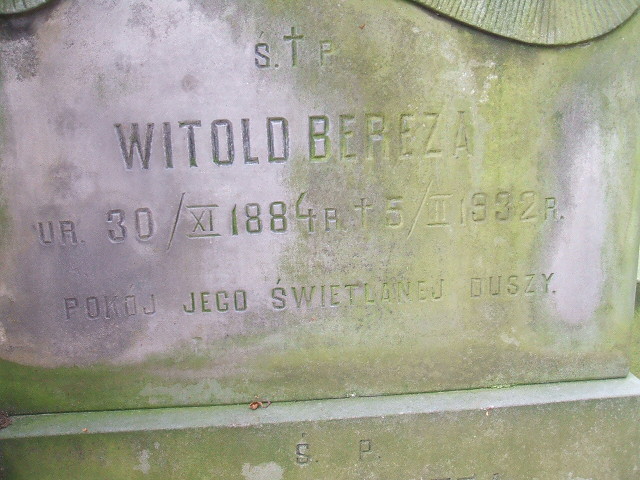 Ś.†P.
WITOLD BEREZA
UR. 30/XI 1884 R. † 5/II 1932 R.
POKÓJ JEGO ŚWIETLANEJ DUSZY.
Ś. P.